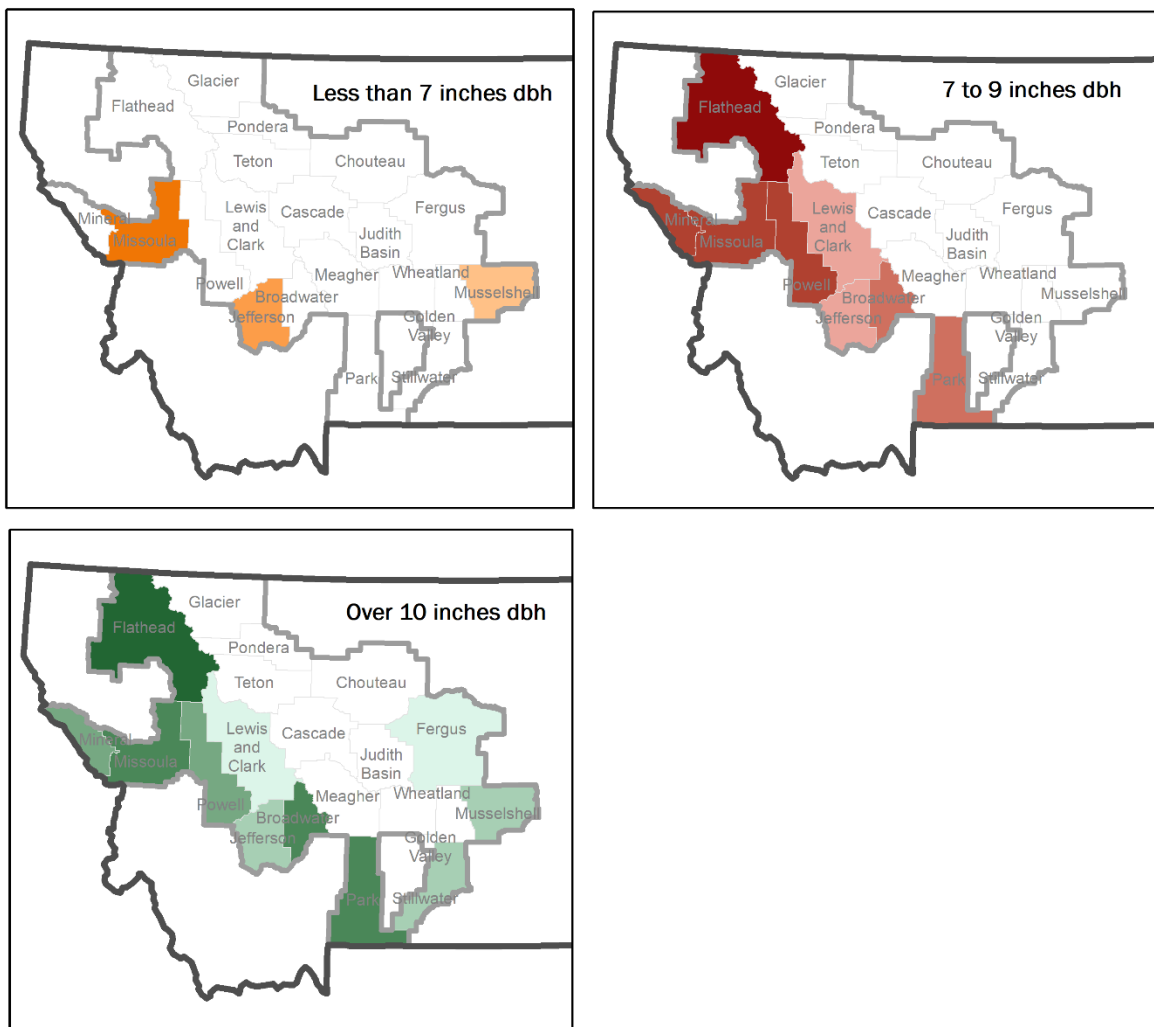 Less than 7 inches dbh
Glacier
Flathead
Pondera
Teton
Chouteau
Lewis
and
Clark
Cascade
Fergus
Judith
Basin
Mineral
Missoula
Powell
Meagher
Wheatland
Broadwater
Jefferson
Musselshell
Golden
Valley
Park
Stillwater
7 to 9 inches dbh
Glacier
Flathead
Pondera
Teton
Chouteau
Lewis
and
Clark
Cascade
Fergus
Judith
Basin
Mineral
Missoula
Powell
Meagher
Wheatland
Broadwater
Jefferson
Musselshell
Golden
Valley
Park
Stillwater
Over 10 inches dbh
Glacier
Flathead
Pondera
Teton
Chouteau
Lewis
and
Clark
Cascade
Fergus
Judith
Basin
Mineral
Missoula
Powell
Meagher
Wheatland
Broadwater
Jefferson
Musselshell
Golden
Valley
Park
Stillwater